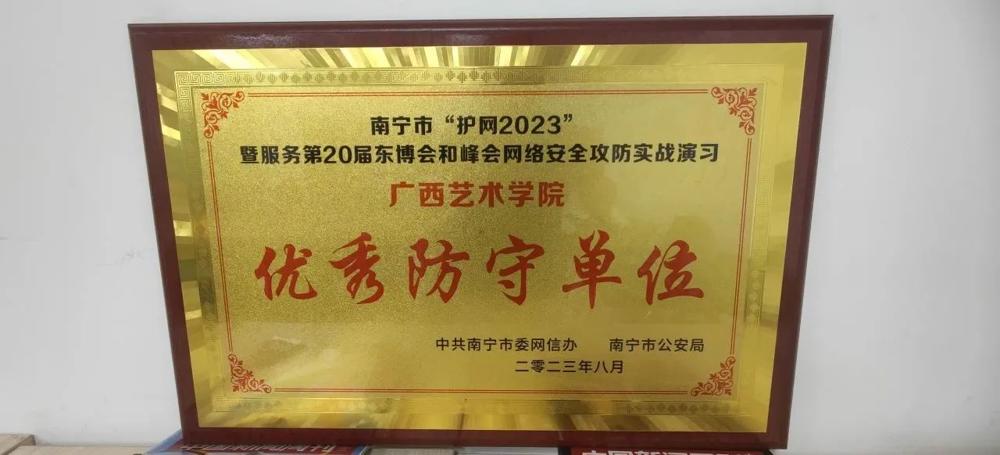 南宁市“护网2023”
暨服务第20届东博会和峰会网络安全攻防实战演习
广西艺术学院
优秀防守单位
中共南宁市委网信办 南宁市公安局
二零二三年八月